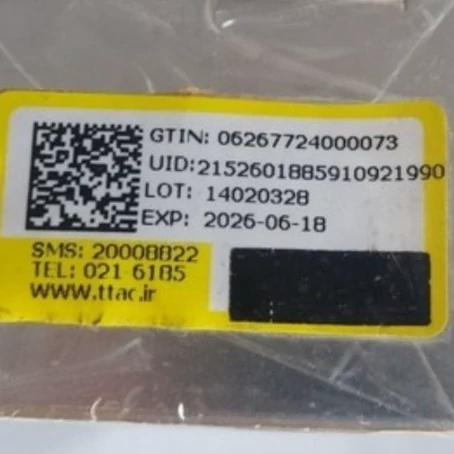 GTIN: 06267724000073
UID:2152601885910921990
LOT: 14020328
EXP: 2026-06-18
SMS: 20008822
TEL: 021 6185
www.ttac.ir